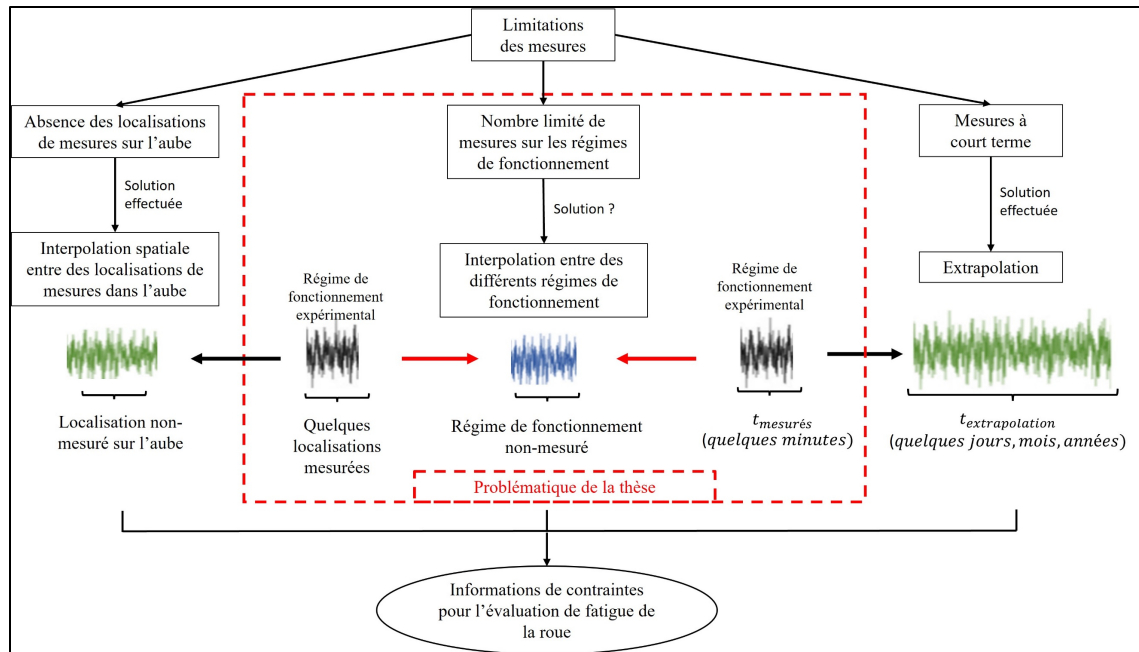 Limitations
des mesures
Absence des localisations
de mesures sur l'aube
Nombre limité de
mesures sur les régimes
de fonctionnement
Mesures à
court terme
Solution
effectuée
Solution ?
Solution
effectuée
Interpolation spatiale
entre des localisations de
mesures dans l'aube
Régime de
fonctionnement
expérimental
Interpolation entre des
différents régimes de
fonctionnement
Régime de
fonctionnement
expérimental
Extrapolation
Localisation non-
mesuré sur l'aube
Quelques
localisations
mesurées
Régime de fonctionnement
non-mesuré
t_mesurés
(quelques minutes)
t_extrapolation
(quelques jours, mois, années)
Problématique de la thèse
Informations de contraintes
pour l'évaluation de fatigue de
la roue